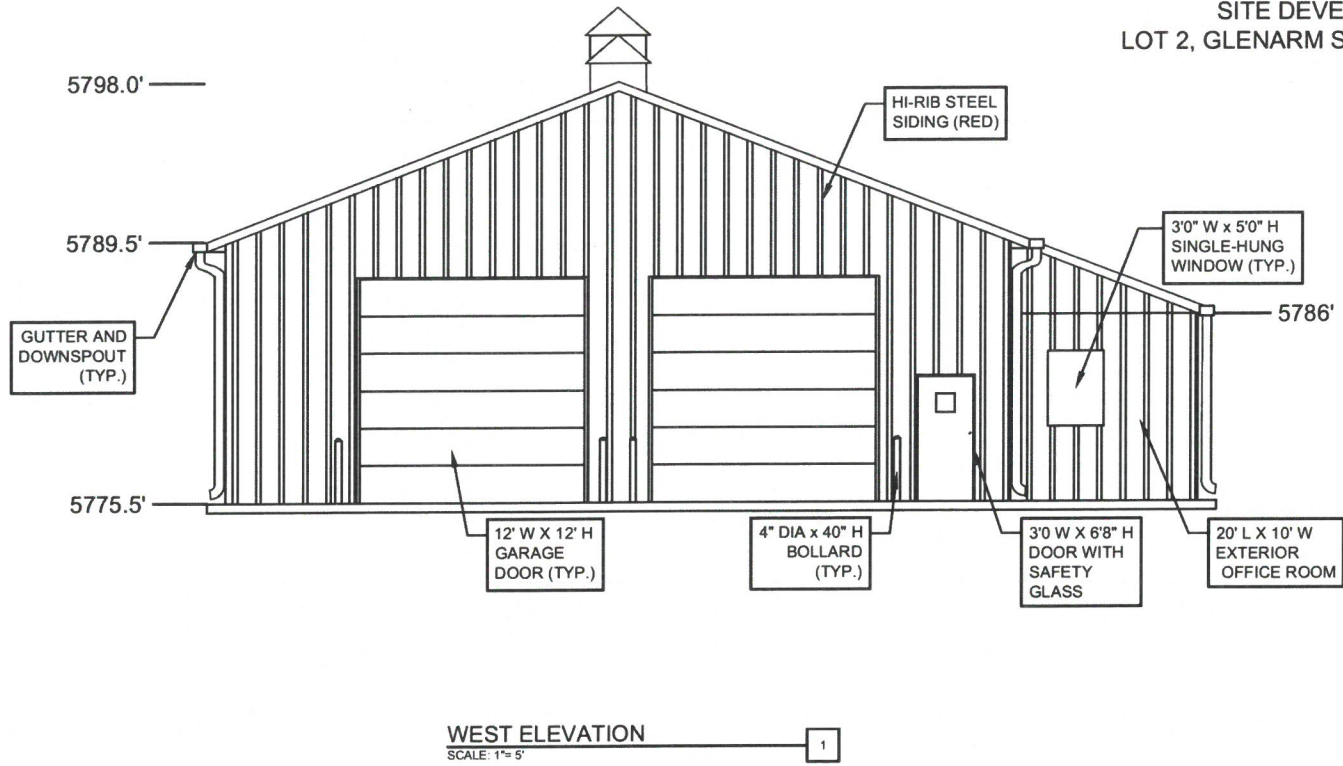 SITE DEVE
LOT 2, GLENARM S
5798.0'
HI-RIB STEEL
SIDING (RED)
5789.5'
3'0" W x 5'0" H
SINGLE-HUNG
WINDOW (TYP.)
5786'
GUTTER AND
DOWNSPOUT
(TYP.)
5775.5'
12' W X 12' H
GARAGE
DOOR (TYP.)
4" DIA x 40" H
BOLLARD
(TYP.)
3'0 W X 6'8" H
DOOR WITH
SAFETY
GLASS
20' L X 10' W
EXTERIOR
OFFICE ROOM
WEST ELEVATION
SCALE: 1"= 5'
1